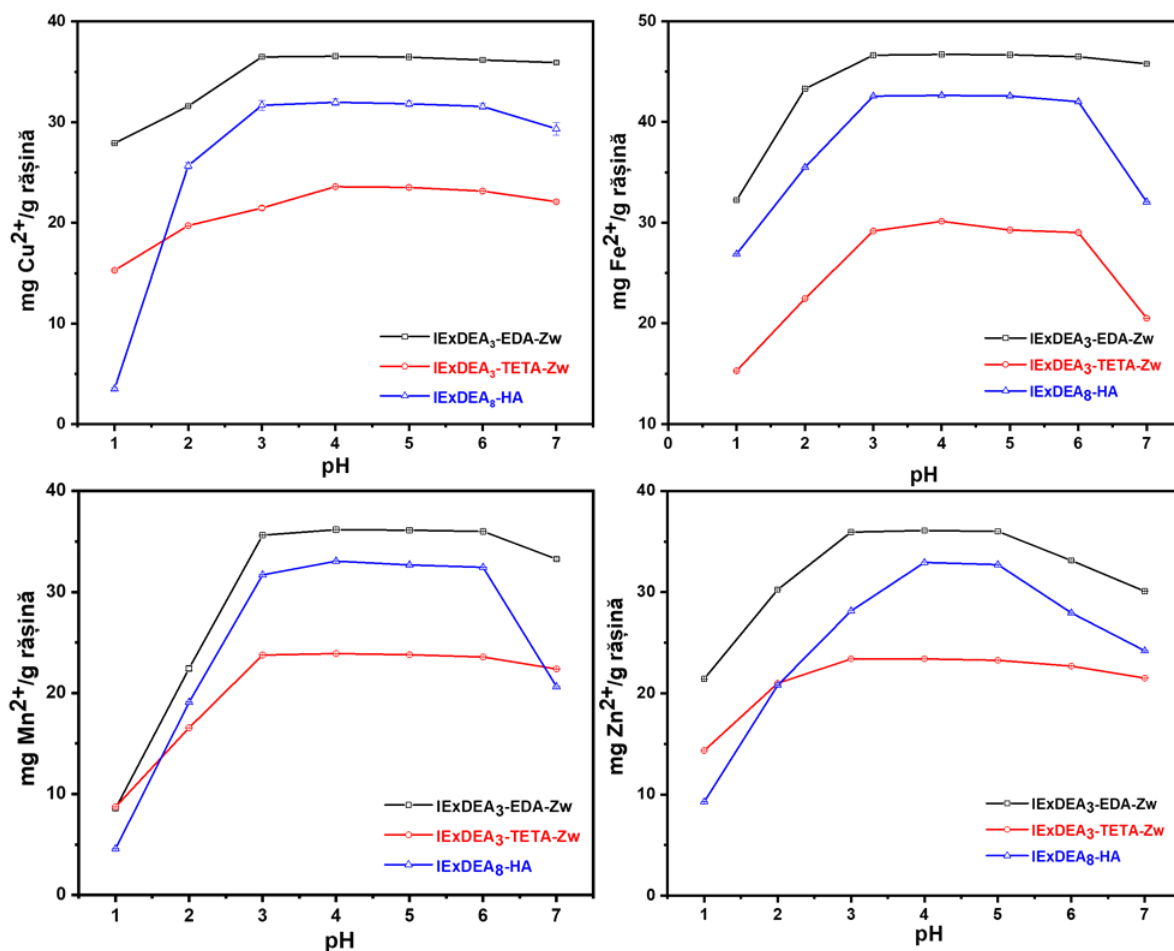 40
30
20
10
0
mg Cu²⁺/g rășină
1 2 3 4 5 6 7
pH
IExDEA₃-EDA-Zw
IExDEA₃-TETA-Zw
IExDEA₈-HA
50
40
30
20
10
mg Fe²⁺/g rășină
0 1 2 3 4 5 6 7
pH
IExDEA₃-EDA-Zw
IExDEA₃-TETA-Zw
IExDEA₈-HA
40
30
20
10
0
mg Mn²⁺/g rășină
1 2 3 4 5 6 7
pH
IExDEA₃-EDA-Zw
IExDEA₃-TETA-Zw
IExDEA₈-HA
40
30
20
10
0
mg Zn²⁺/g rășină
1 2 3 4 5 6 7
pH
IExDEA₃-EDA-Zw
IExDEA₃-TETA-Zw
IExDEA₈-HA